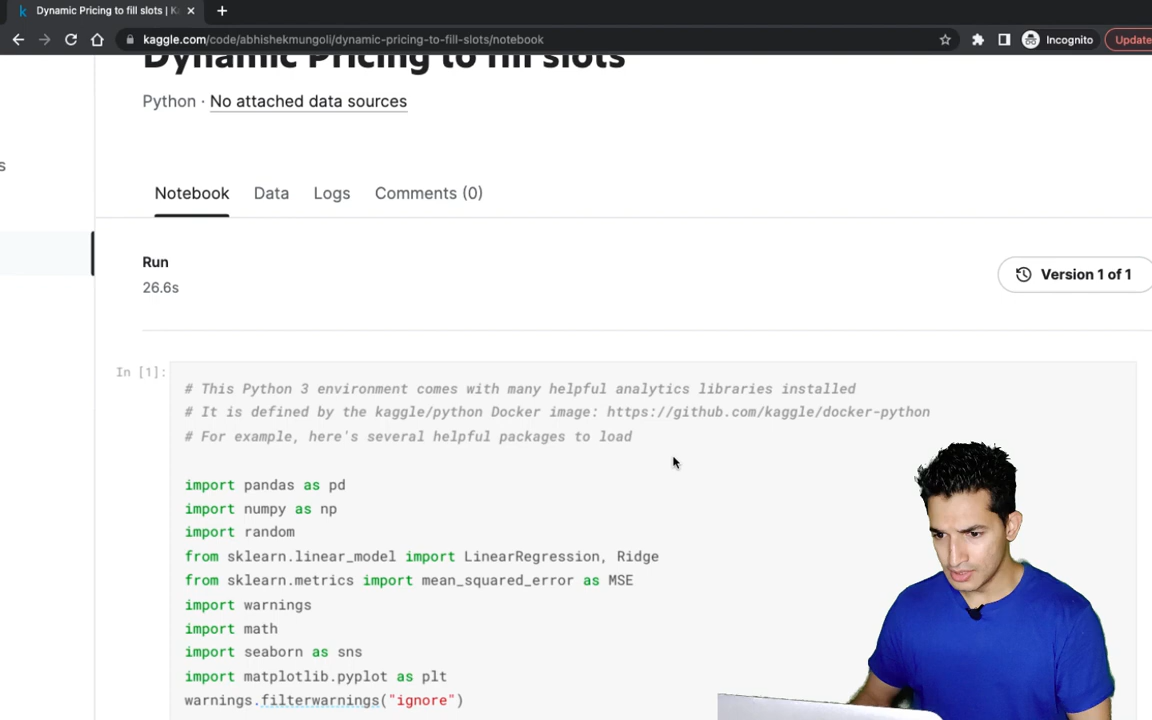 Dynamic Pricing to fill slots | K
kaggle.com/code/abhishekmungoli/dynamic-pricing-to-fill-slots/notebook
Incognito
Update
Dynamic Pricing to fill slots
Python · No attached data sources
s
Notebook Data Logs Comments (0)
Run
26.6s
Version 1 of 1
In [1]:
# This Python 3 environment comes with many helpful analytics libraries installed
# It is defined by the kaggle/python Docker image: https://github.com/kaggle/docker-python
# For example, here's several helpful packages to load
import pandas as pd
import numpy as np
import random
from sklearn.linear_model import LinearRegression, Ridge
from sklearn.metrics import mean_squared_error as MSE
import warnings
import math
import seaborn as sns
import matplotlib.pyplot as plt
warnings.filterwarnings("ignore")